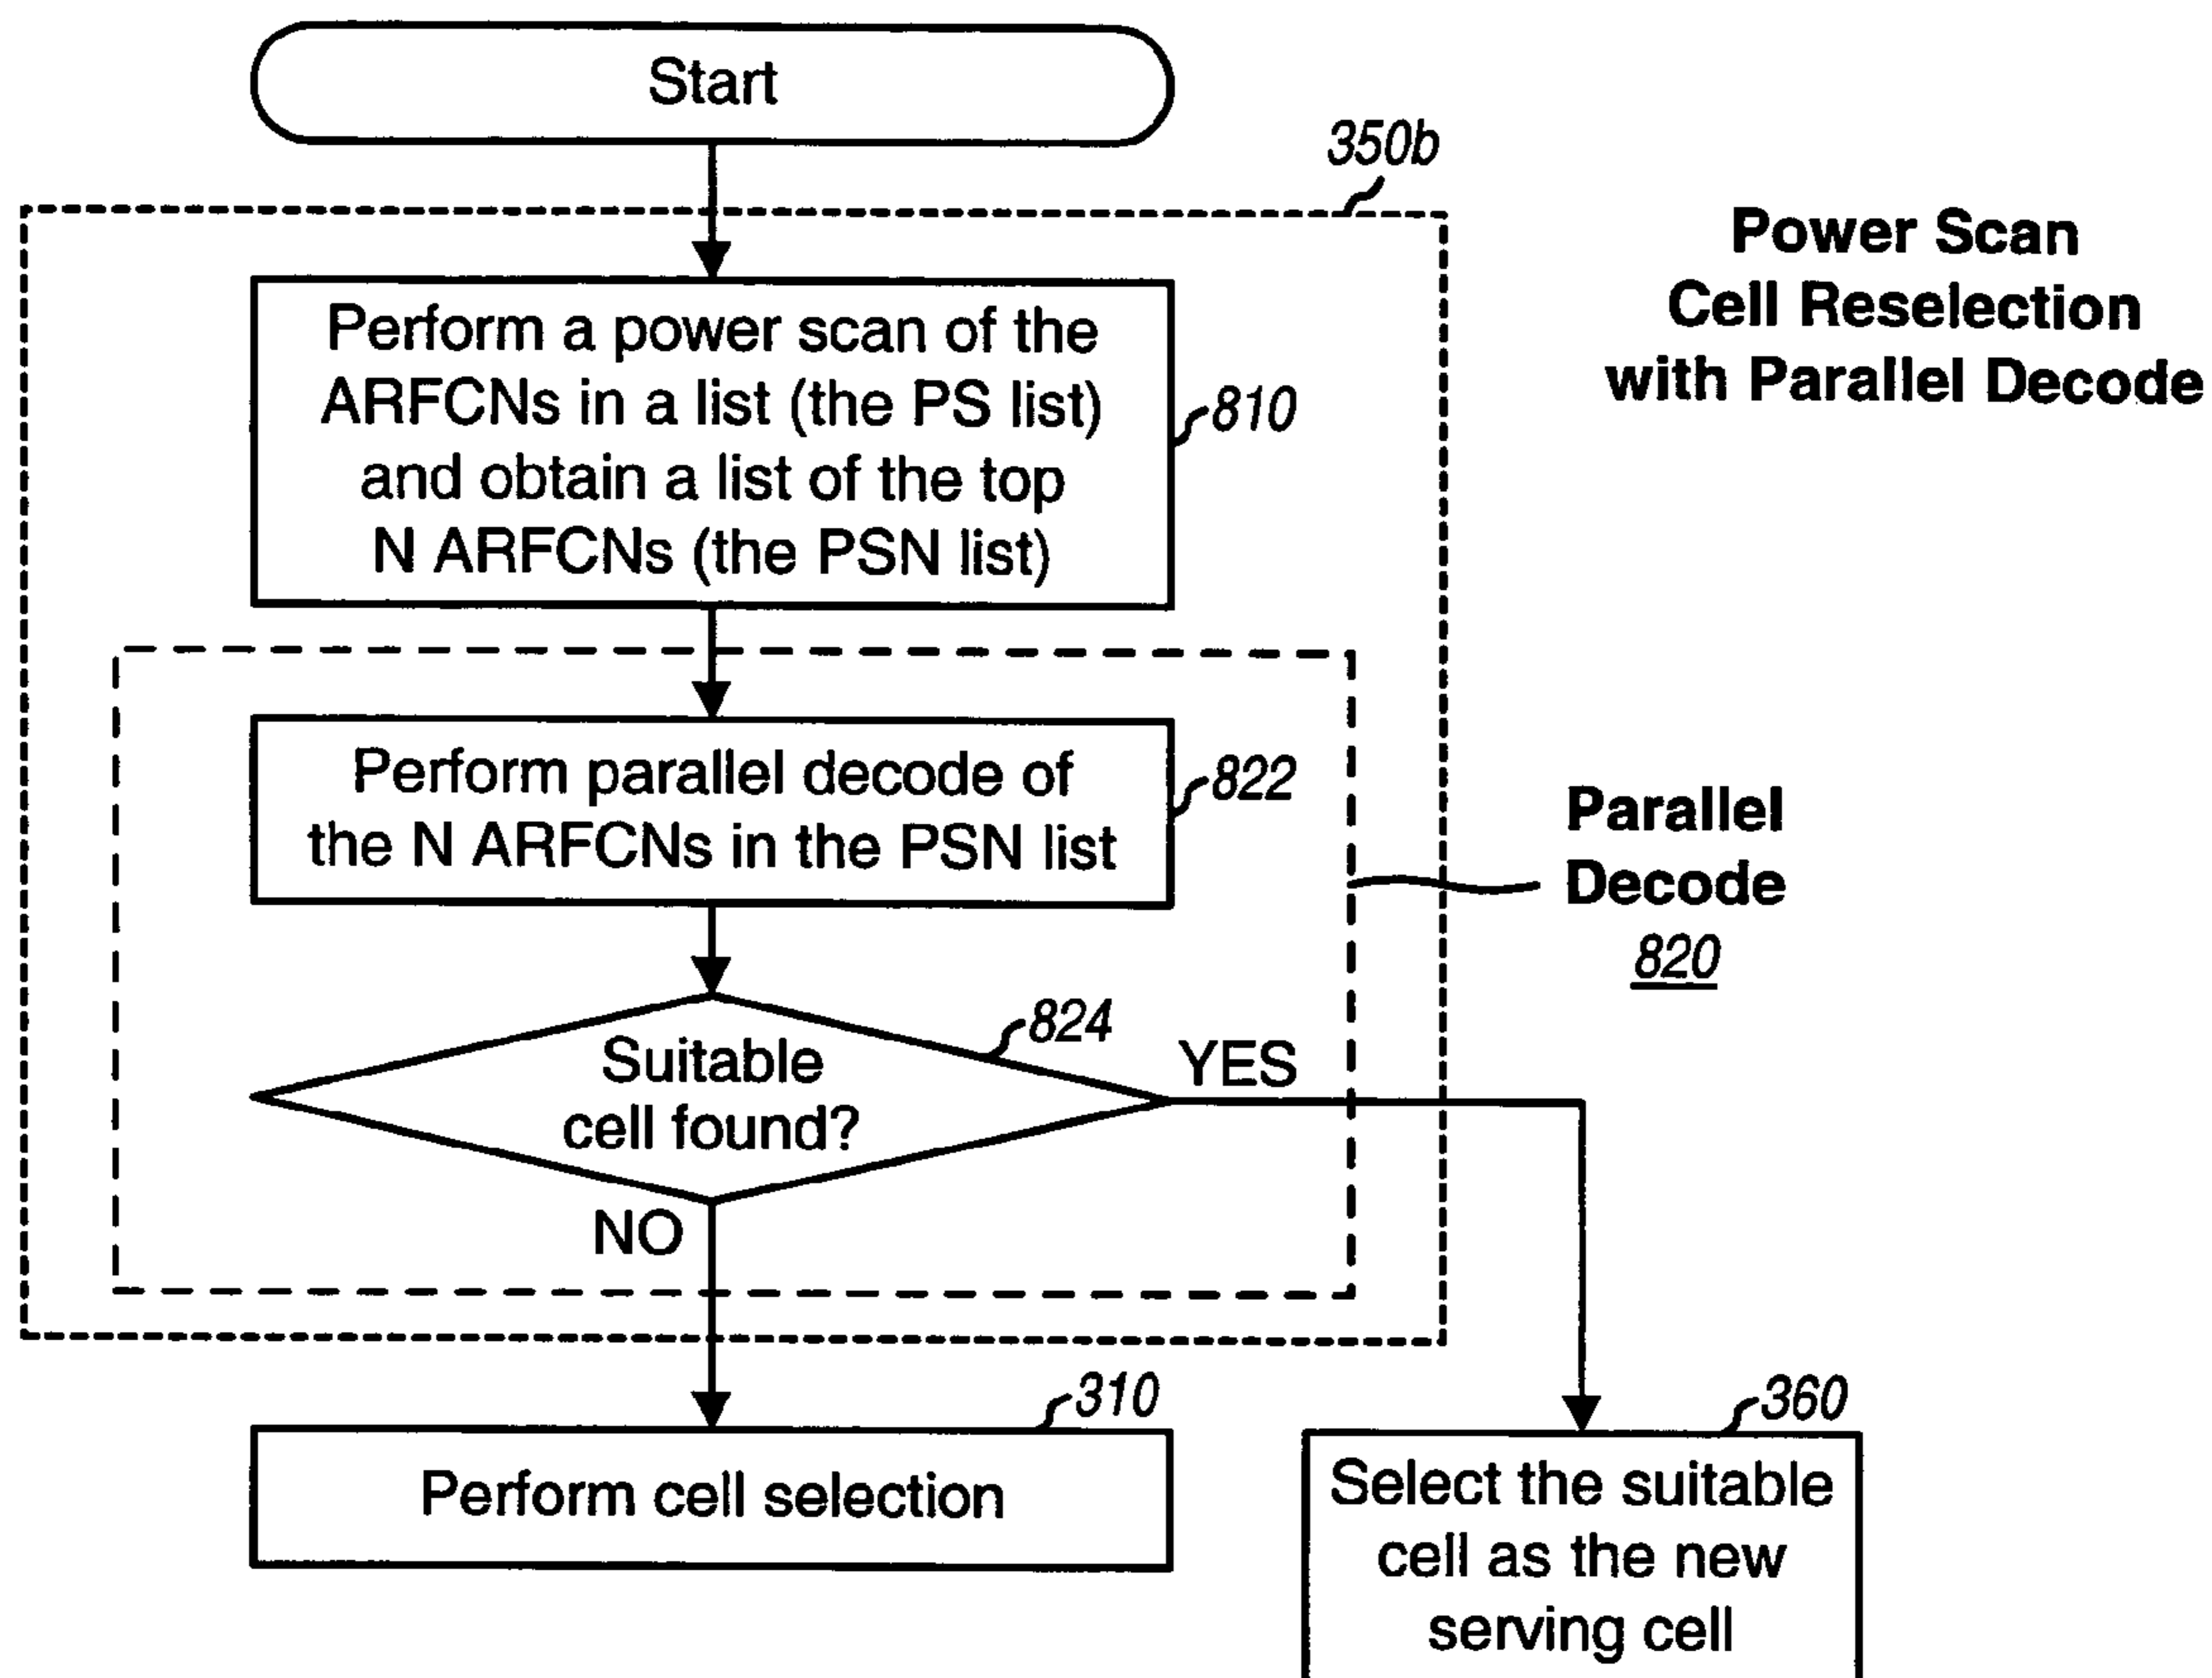 Start
350b
Power Scan
Cell Reselection
with Parallel Decode
Perform a power scan of the
ARFCNs in a list (the PS list)
and obtain a list of the top
N ARFCNs (the PSN list)
810
Perform parallel decode of
the N ARFCNs in the PSN list
822
Parallel
Decode
820
Suitable
cell found?
824
YES
NO
310
Perform cell selection
360
Select the suitable
cell as the new
serving cell